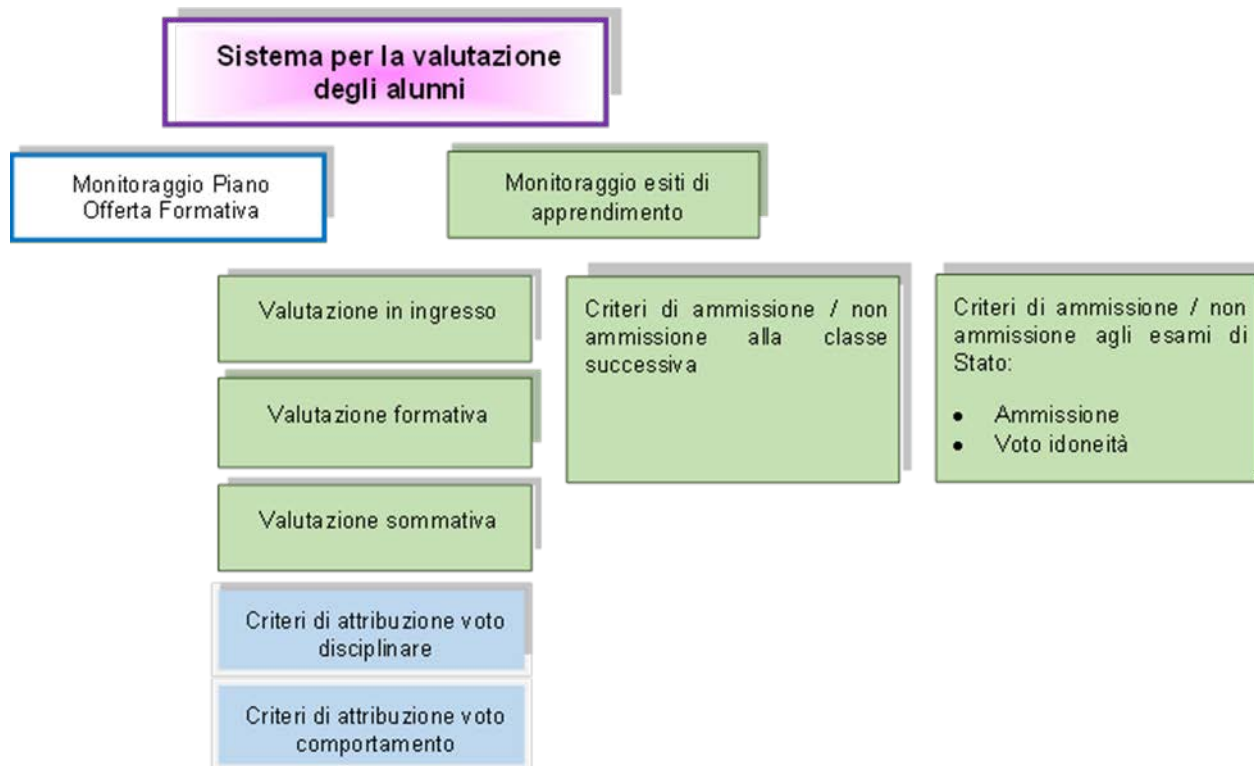 Sistema per la valutazione
degli alunni
Monitoraggio Piano
Offerta Formativa
Monitoraggio esiti di
apprendimento
Valutazione in ingresso
Valutazione formativa
Valutazione sommativa
Criteri di attribuzione voto
disciplinare
Criteri di attribuzione voto
comportamento
Criteri di ammissione / non
ammissione alla classe
successiva
Criteri di ammissione / non
ammissione agli esami di
Stato:
• Ammissione
• Voto idoneità